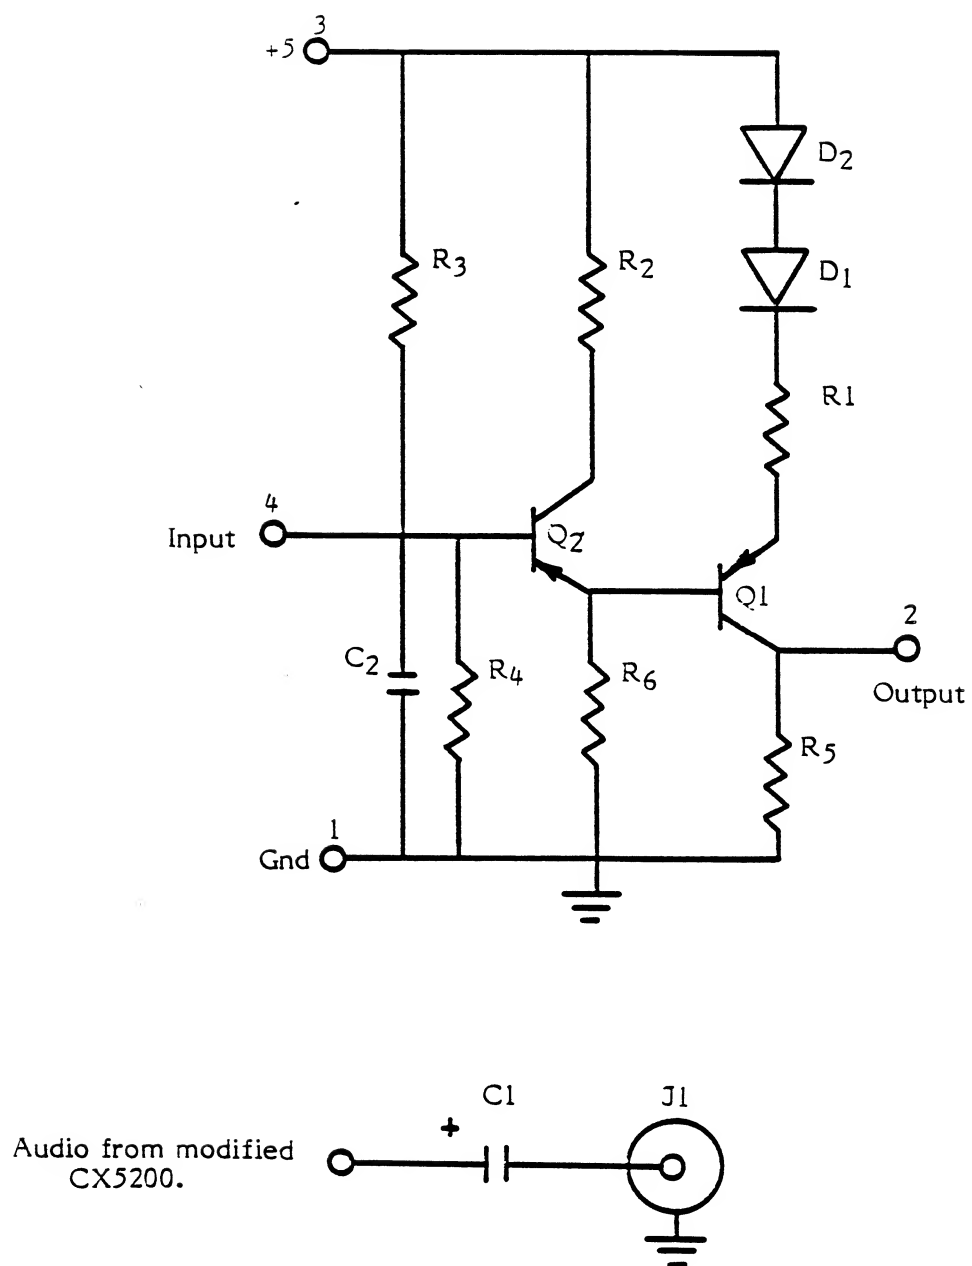 3
+5
D2
R3
R2
D1
R1
4
Input
Q2
Q1
2
C2
R4
R6
Output
R5
1
Gnd
C1
J1
+
Audio from modified
CX5200.